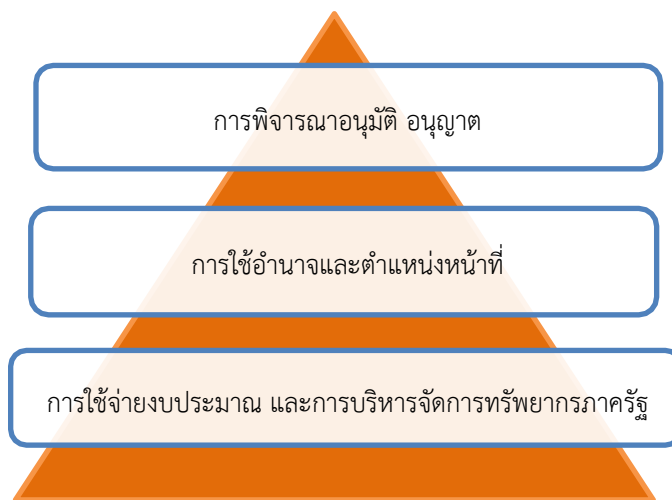 การพิจารณาอนุมัติ อนุญาต
การใช้อำนาจและตำแหน่งหน้าที่
การใช้จ่ายงบประมาณ และการบริหารจัดการทรัพยากรภาครัฐ